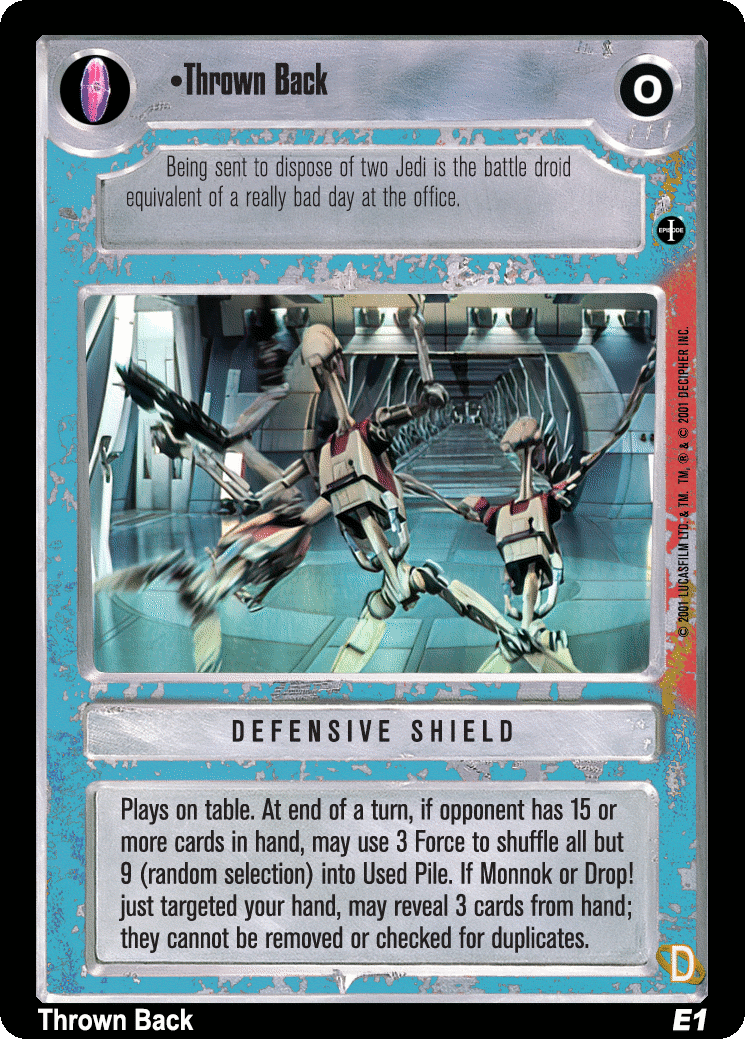 •Thrown Back
O
Being sent to dispose of two Jedi is the battle droid
equivalent of a really bad day at the office.
EPISODE
I
© 2001 LUCASFILM LTD. & TM. TM, ® & © 2001 DECIPHER INC.
DEFENSIVE SHIELD
Plays on table. At end of a turn, if opponent has 15 or
more cards in hand, may use 3 Force to shuffle all but
9 (random selection) into Used Pile. If Monnok or Drop!
just targeted your hand, may reveal 3 cards from hand;
they cannot be removed or checked for duplicates.
D
Thrown Back
E1